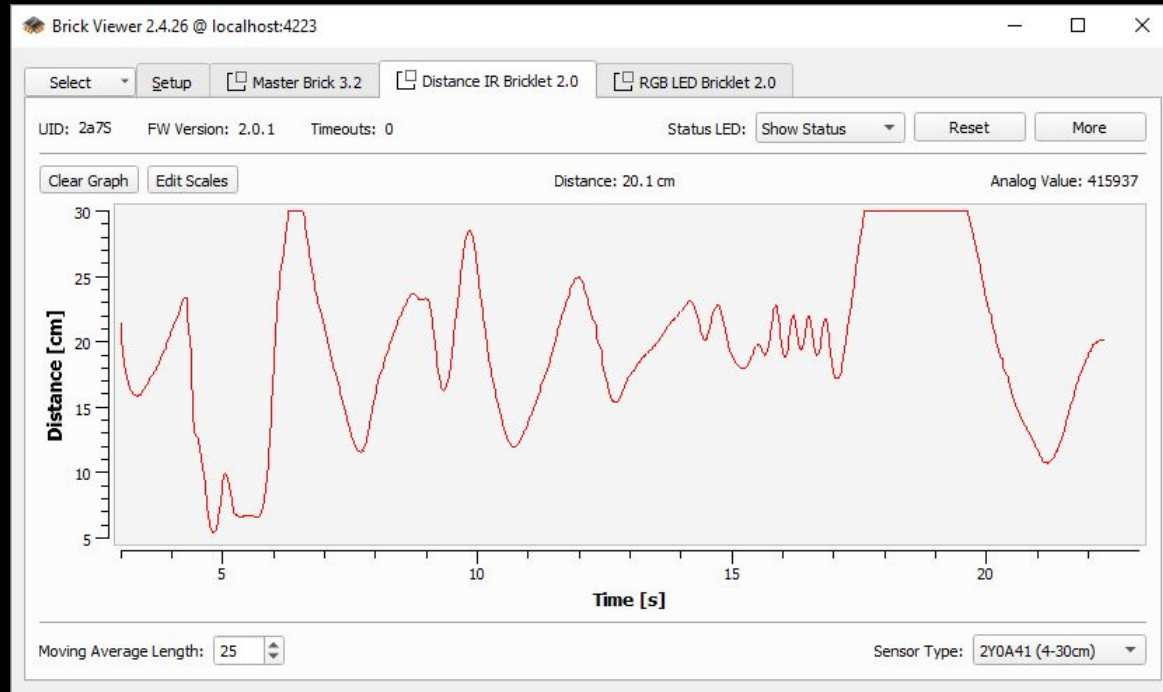 Brick Viewer 2.4.26 @ localhost:4223
Select Setup Master Brick 3.2 Distance IR Bricklet 2.0 RGB LED Bricklet 2.0
UID: 2a7S FW Version: 2.0.1 Timeouts: 0 Status LED: Show Status Reset More
Clear Graph Edit Scales Distance: 20.1 cm Analog Value: 415937
30
25
20
15
10
5
Distance [cm]
5 10 15 20
Time [s]
Moving Average Length: 25 Sensor Type: 2Y0A41 (4-30cm)